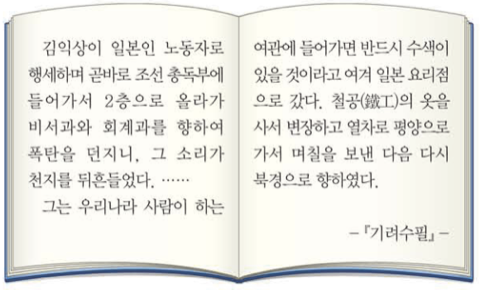 김익상이 일본인 노동자로
행세하며 곧바로 조선 총독부에
들어가서 2층으로 올라가
비서과와 회계과를 향하여
폭탄을 던지니, 그 소리가
천지를 뒤흔들었다. ……
그는 우리나라 사람이 하는
여관에 들어가면 반드시 수색이
있을 것이라고 여겨 일본 요리점
으로 갔다. 철공(鐵工)의 옷을
사서 변장하고 열차로 평양으로
가서 며칠을 보낸 다음 다시
북경으로 향하였다.
-『기려수필』-